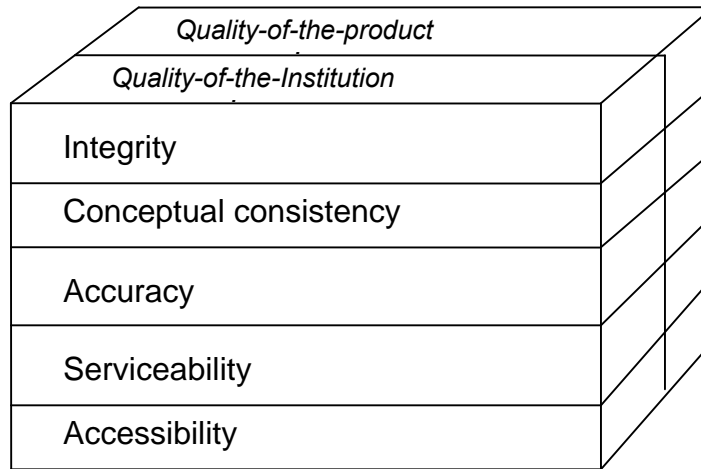 Quality-of-the-product
Quality-of-the-Institution
Integrity
Conceptual consistency
Accuracy
Serviceability
Accessibility